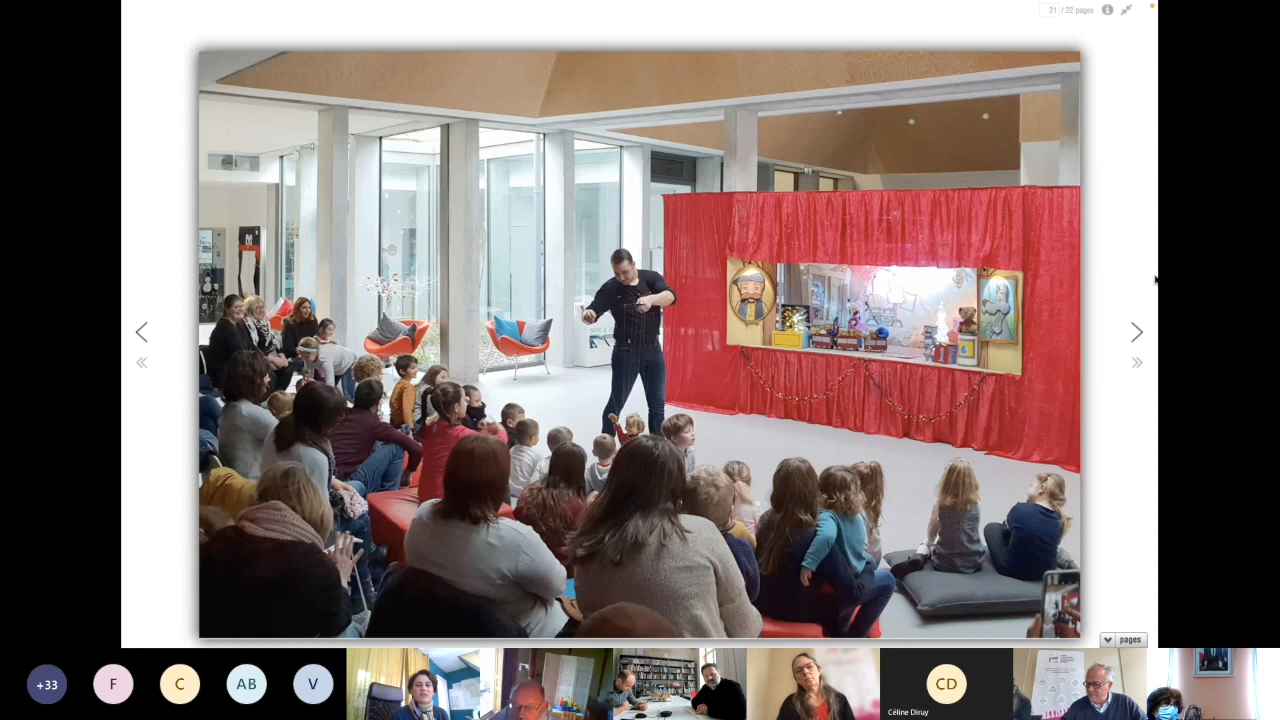 21 / 22 pages
pages
+33
F
C
AB
V
CD
Céline Diruy